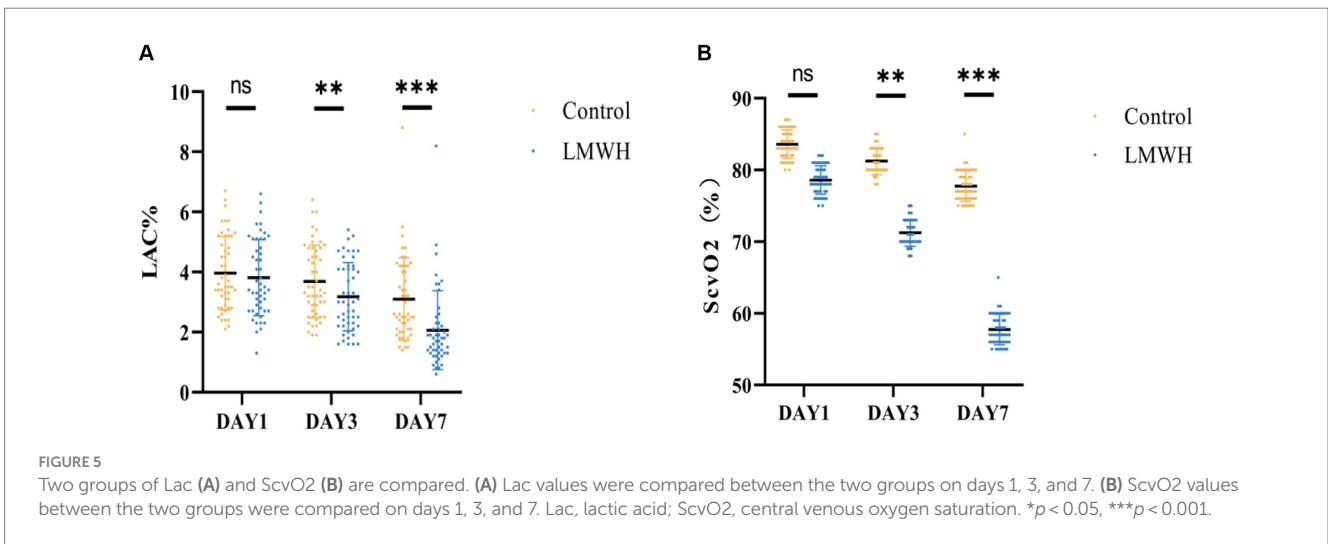 A
ns
**
***
10
8
6
4
2
0
LAC%
DAY1
DAY3
DAY7
Control
LMWH
B
ns
**
***
90
80
70
60
50
ScvO2 (%)
DAY1
DAY3
DAY7
Control
LMWH
FIGURE 5
Two groups of Lac (A) and ScvO2 (B) are compared. (A) Lac values were compared between the two groups on days 1, 3, and 7. (B) ScvO2 values
between the two groups were compared on days 1, 3, and 7. Lac, lactic acid; ScvO2, central venous oxygen saturation. *p < 0.05, ***p < 0.001.